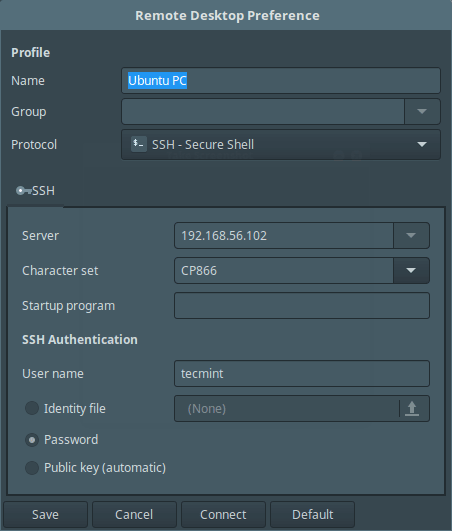 Remote Desktop Preference
Profile
Name Ubuntu PC
Group
Protocol $_ SSH - Secure Shell
SSH
Server 192.168.56.102
Character set CP866
Startup program
SSH Authentication
User name tecmint
Identity file (None)
Password
Public key (automatic)
Save Cancel Connect Default